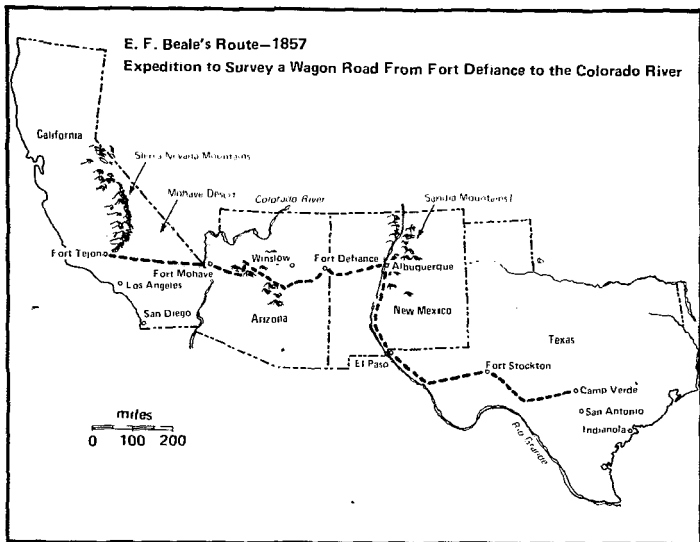 E. F. Beale's Route—1857
Expedition to Survey a Wagon Road From Fort Defiance to the Colorado River
California
Sierra Nevada Mountains
Mohave Desert
Colorado River
Sandia Mountains
Fort Tejon
Fort Mohave
Winslow
Fort Defiance
Albuquerque
Los Angeles
San Diego
Arizona
New Mexico
Texas
El Paso
Fort Stockton
Camp Verde
San Antonio
Indianola
Rio Grande
miles
0 100 200